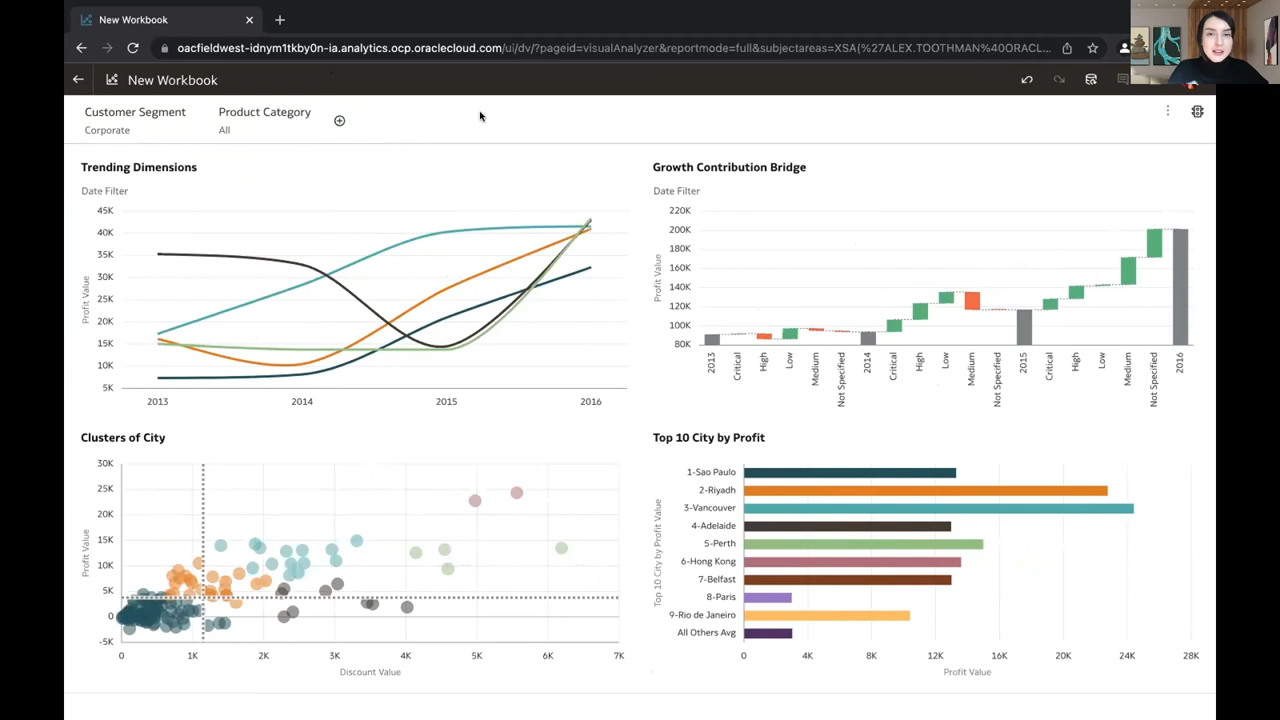 New Workbook
oacfieldwest-idnym1tkby0n-ia.analytics.ocp.oraclecloud.com/ui/dv/?pageid=visualAnalyzer&reportmode=full&subjectareas=XSA(%27ALEX.TOOTHMAN%40ORACL...
New Workbook
Customer Segment
Corporate
Product Category
All
Trending Dimensions
Date Filter
45K
40K
35K
30K
25K
20K
15K
10K
5K
Profit Value
2013 2014 2015 2016
Growth Contribution Bridge
Date Filter
220K
200K
180K
160K
140K
120K
100K
80K
Profit Value
2013 Critical High Low Medium Not Specified 2014 Critical High Low Medium Not Specified 2015 Critical High Low Medium Not Specified 2016
Clusters of City
30K
25K
20K
15K
10K
5K
0
-5K
Profit Value
0 1K 2K 3K 4K 5K 6K 7K
Discount Value
Top 10 City by Profit
Top 10 City by Profit Value
1-Sao Paulo
2-Riyadh
3-Vancouver
4-Adelaide
5-Perth
6-Hong Kong
7-Belfast
8-Paris
9-Rio de Janeiro
All Others Avg
0 4K 8K 12K 16K 20K 24K 28K
Profit Value